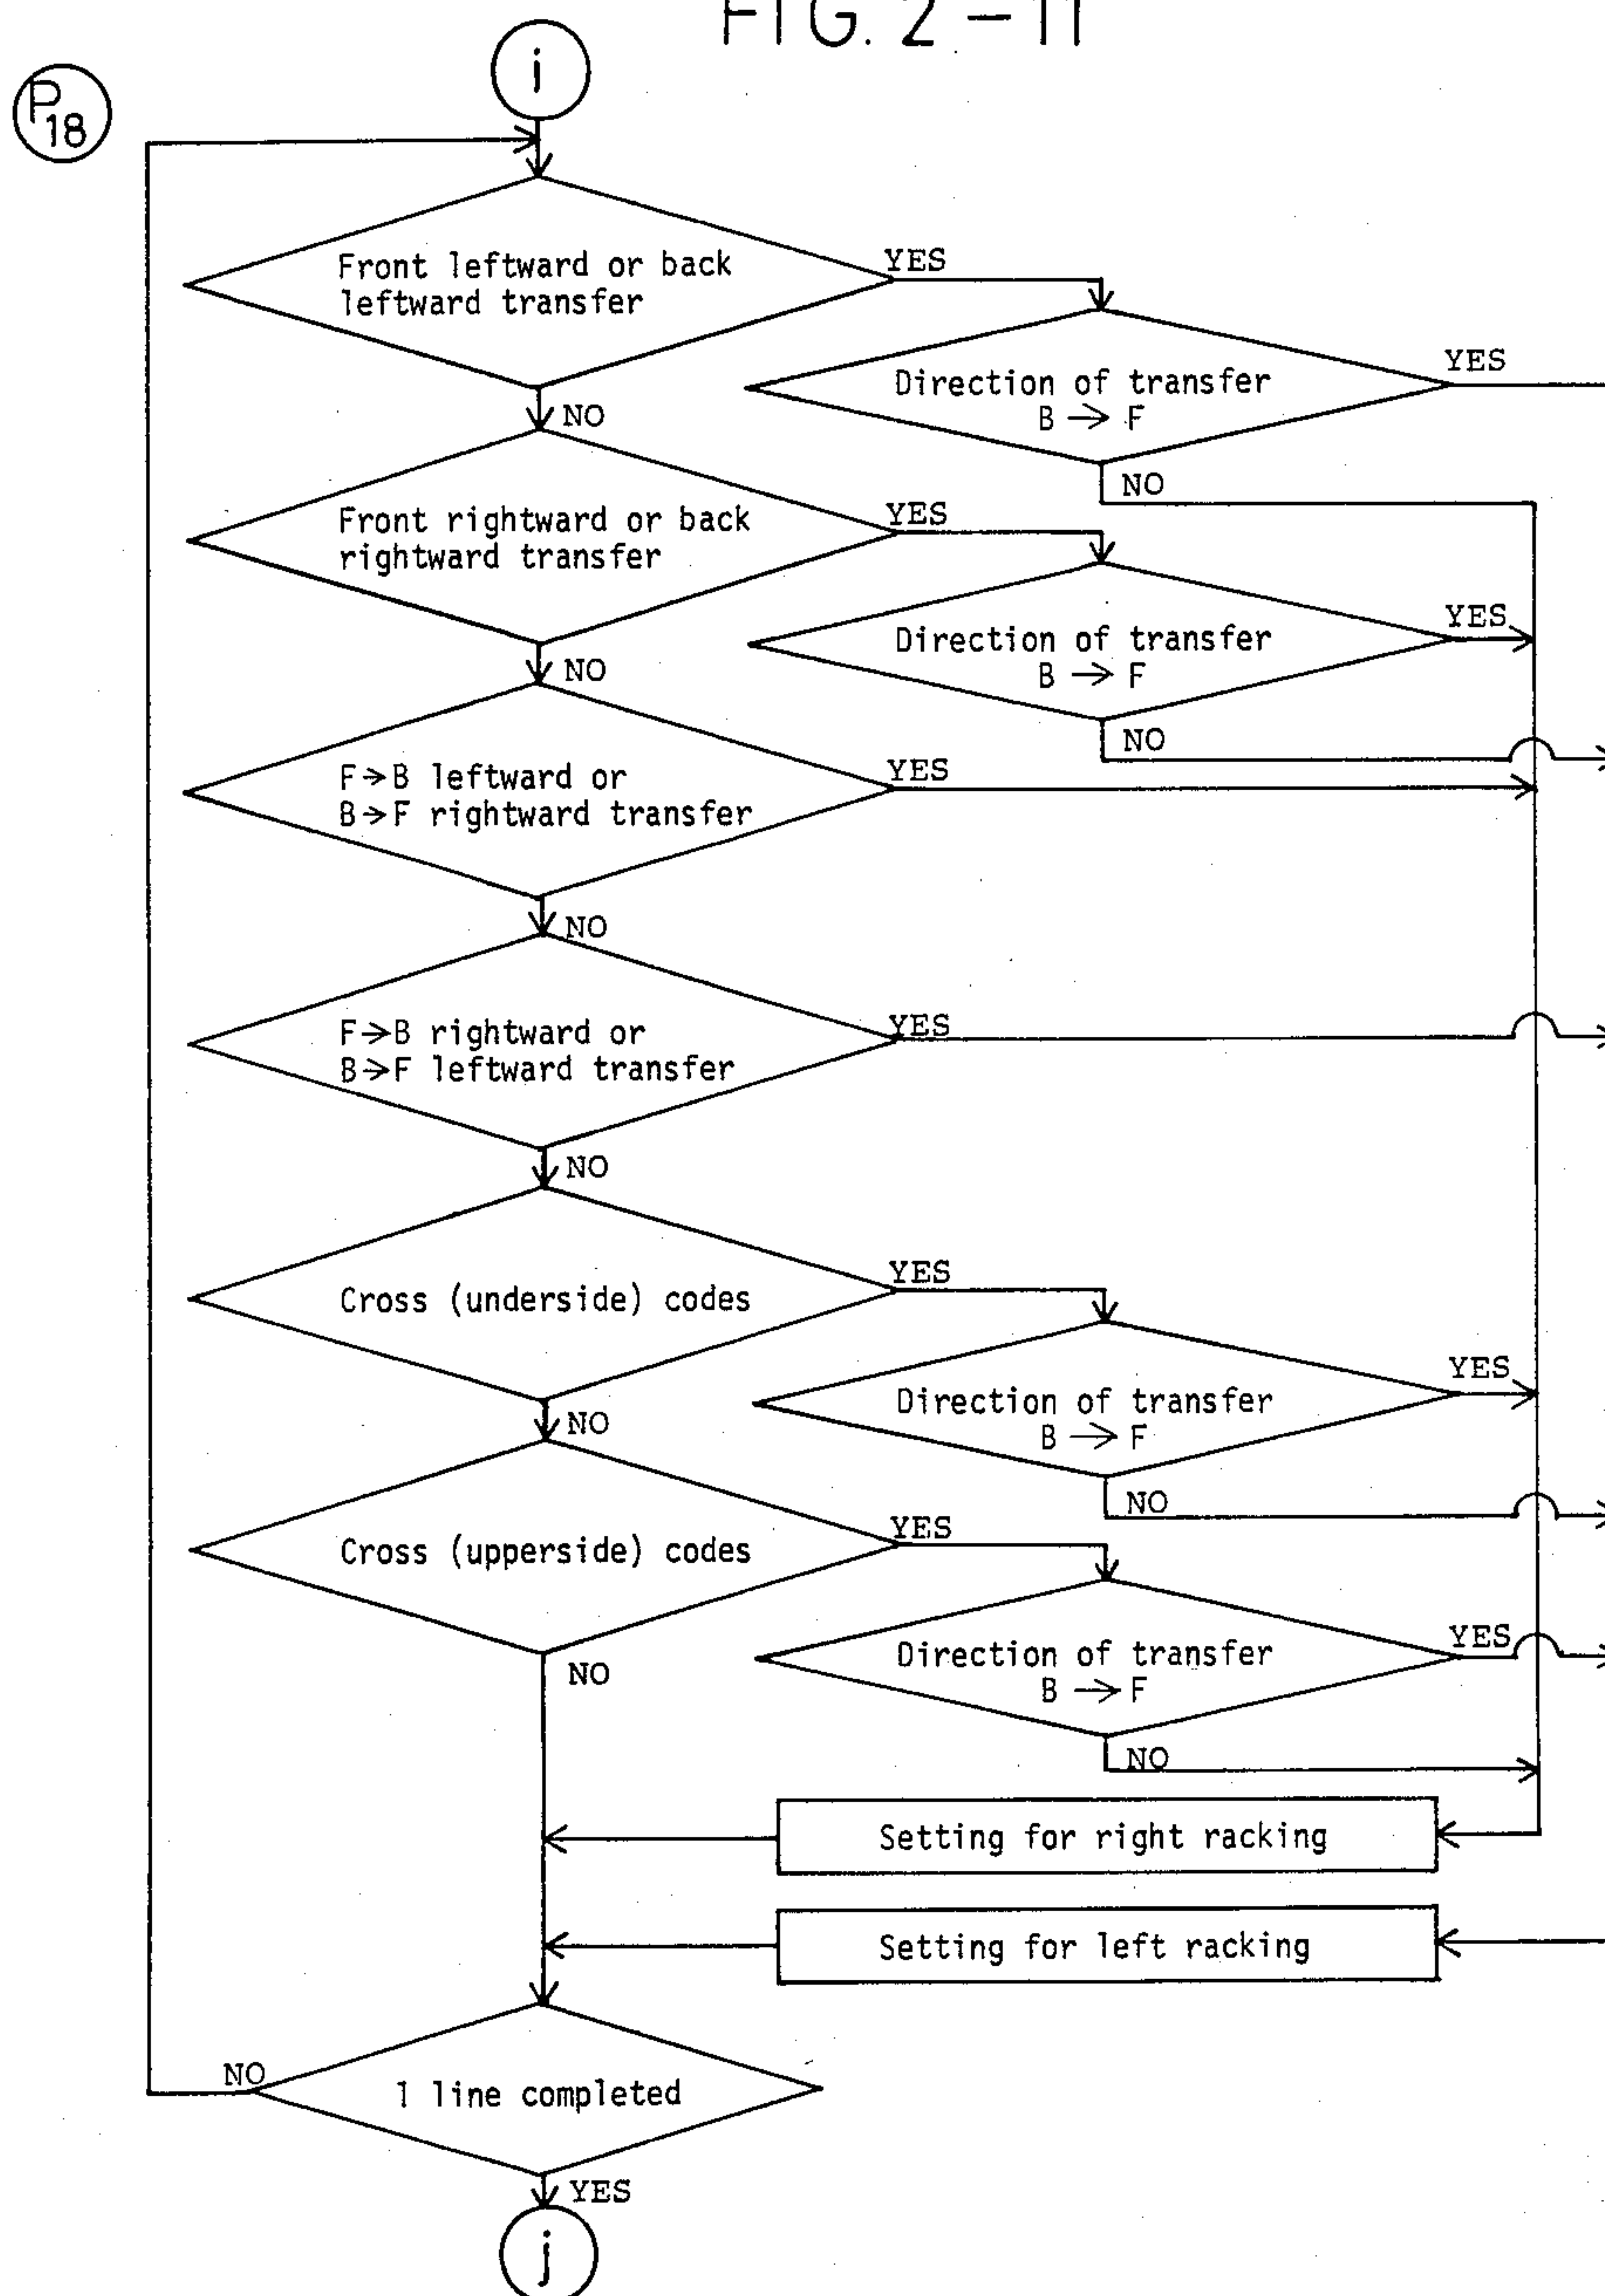 FIG. 2-11
i
P18
Front leftward or back
leftward transfer
YES
NO
Direction of transfer
B → F
YES
NO
Front rightward or back
rightward transfer
YES
NO
Direction of transfer
B → F
YES
NO
F→B leftward or
B→F rightward transfer
YES
NO
F→B rightward or
B→F leftward transfer
YES
NO
Cross (underside) codes
YES
NO
Direction of transfer
B → F
YES
NO
Cross (upperside) codes
YES
NO
Direction of transfer
B → F
YES
NO
Setting for right racking
Setting for left racking
1 line completed
NO
YES
j